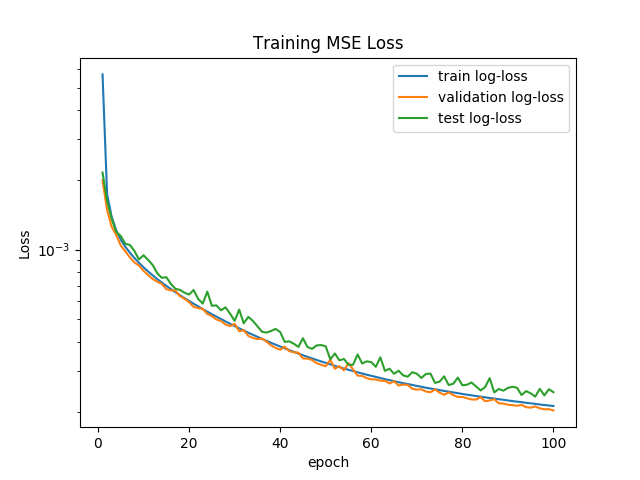 Training MSE Loss
train log-loss
validation log-loss
test log-loss
Loss
10⁻³
0 20 40 60 80 100
epoch